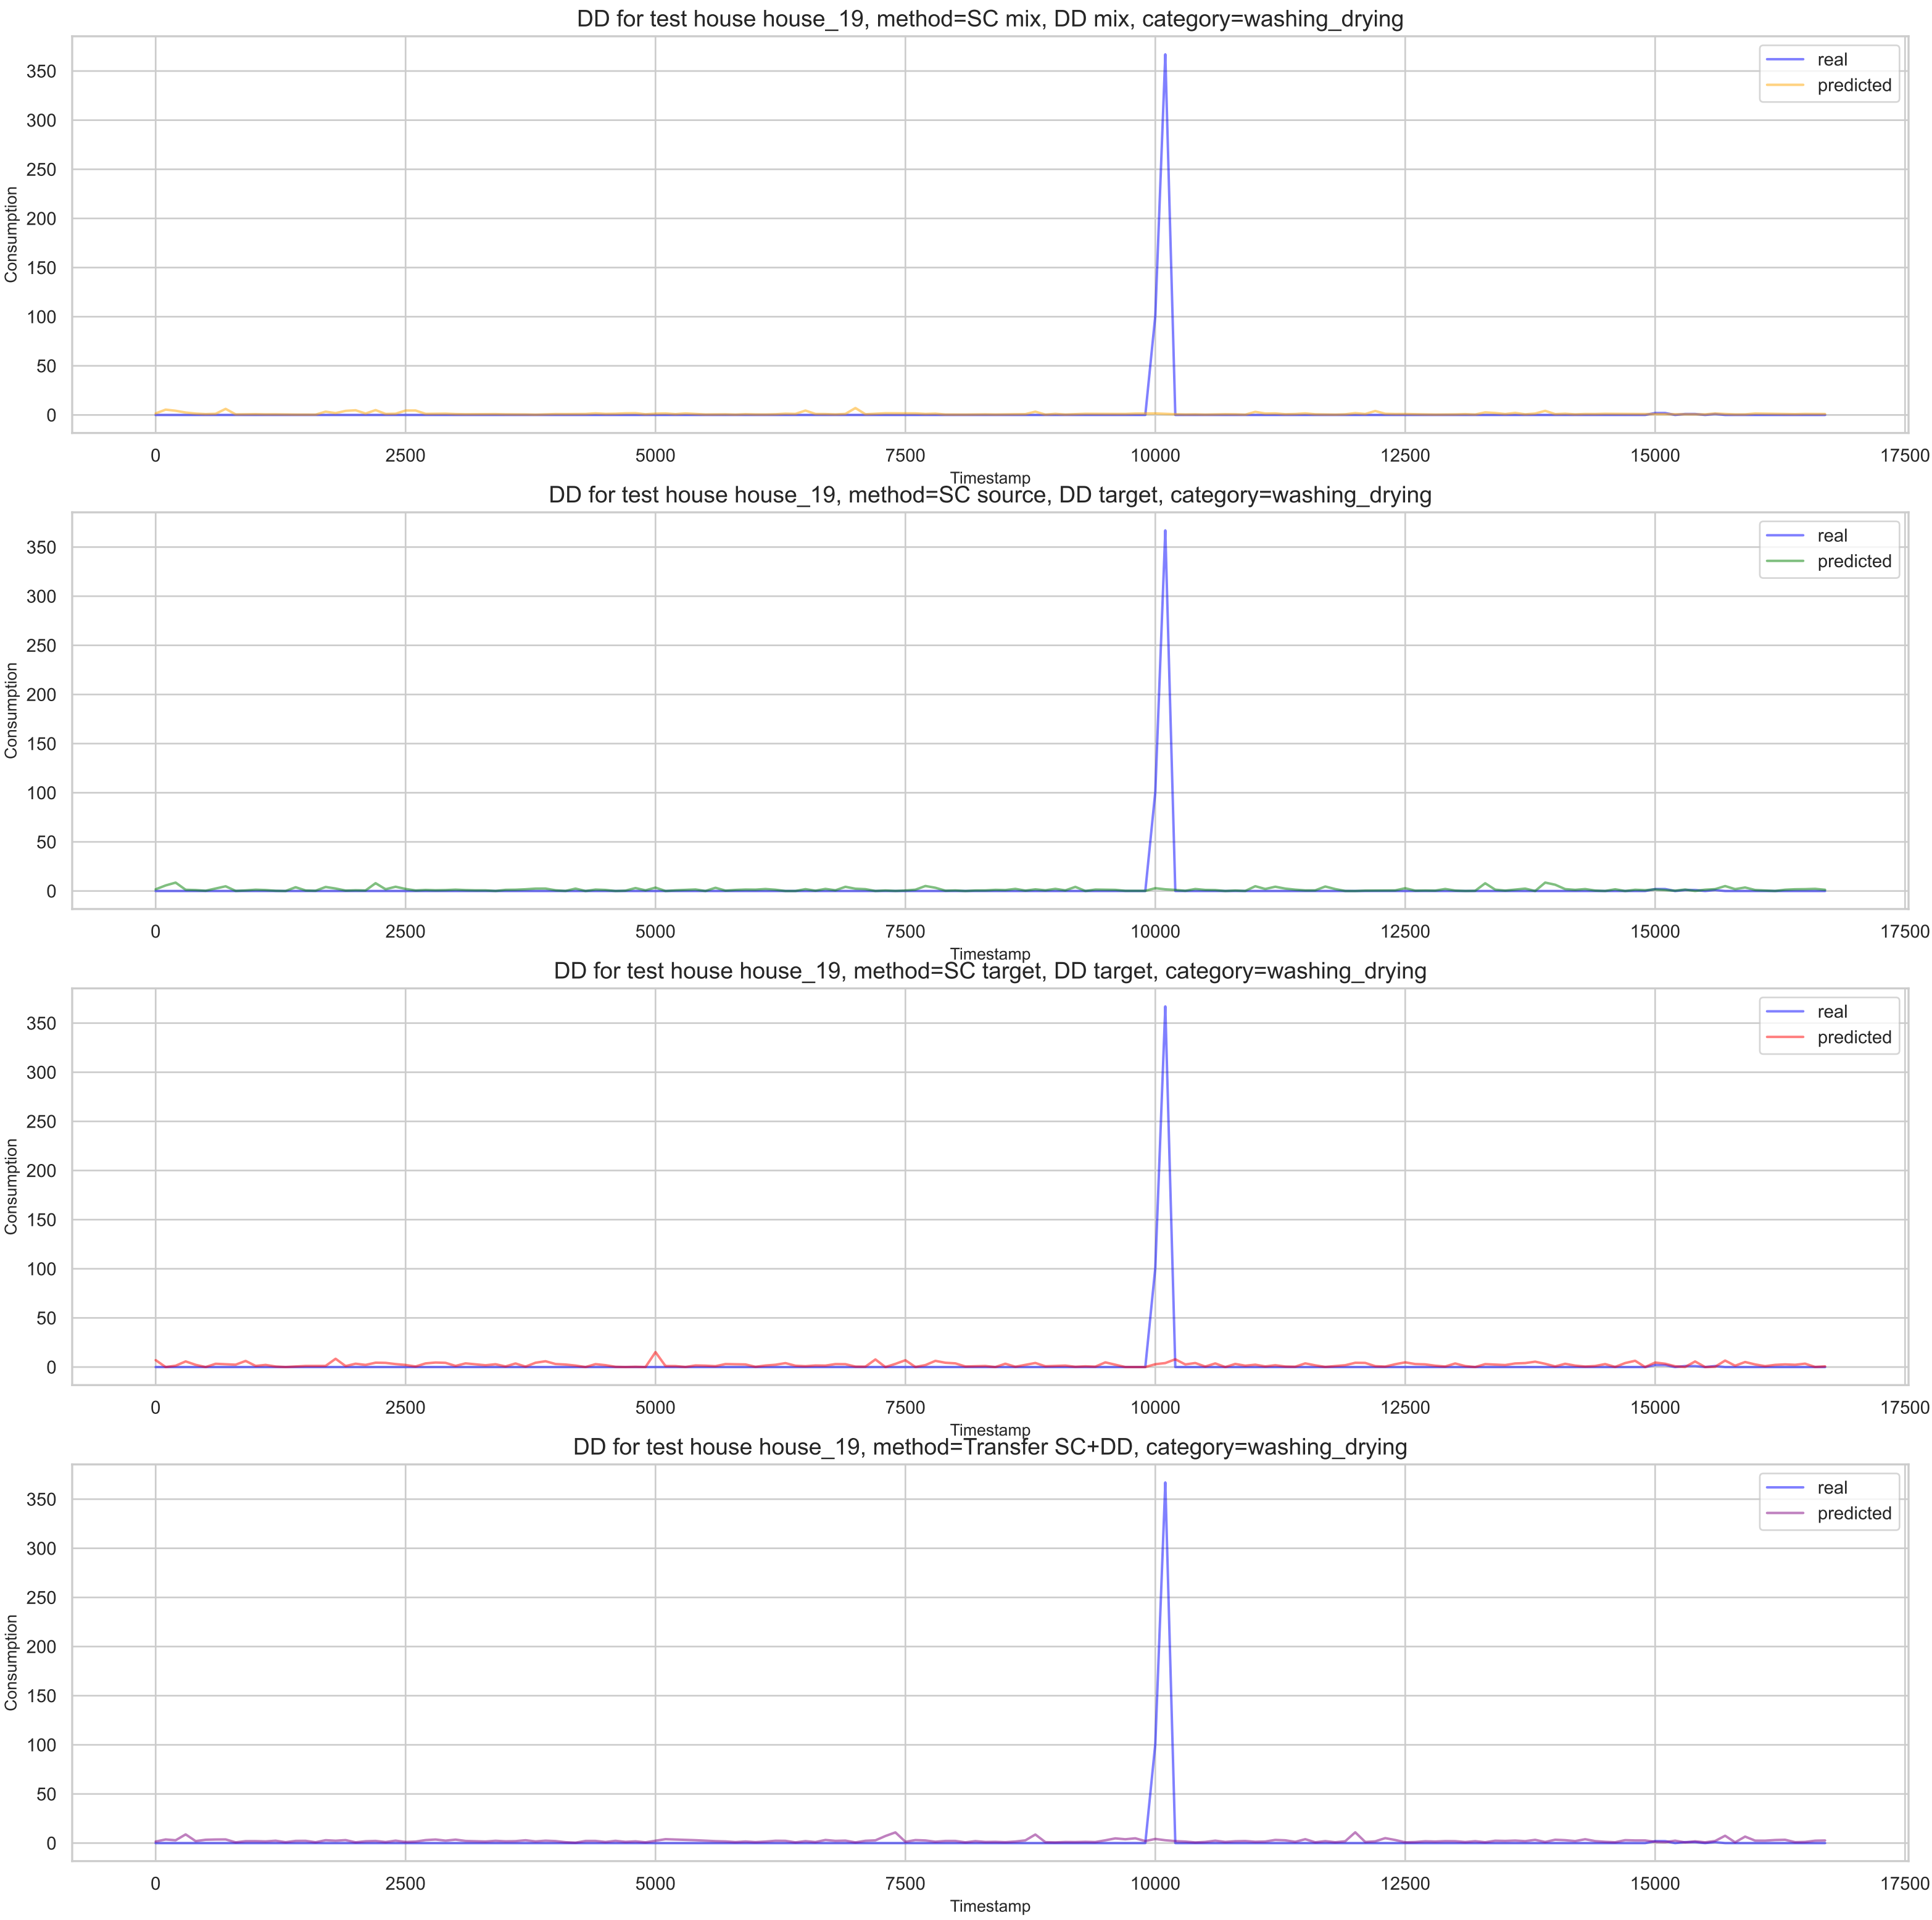 DD for test house house_19, method=SC mix, DD mix, category=washing_drying
real
predicted
Consumption
350
300
250
200
150
100
50
0
0 2500 5000 7500 10000 12500 15000 17500
Timestamp
DD for test house house_19, method=SC source, DD target, category=washing_drying
real
predicted
Consumption
350
300
250
200
150
100
50
0
0 2500 5000 7500 10000 12500 15000 17500
Timestamp
DD for test house house_19, method=SC target, DD target, category=washing_drying
real
predicted
Consumption
350
300
250
200
150
100
50
0
0 2500 5000 7500 10000 12500 15000 17500
Timestamp
DD for test house house_19, method=Transfer SC+DD, category=washing_drying
real
predicted
Consumption
350
300
250
200
150
100
50
0
0 2500 5000 7500 10000 12500 15000 17500
Timestamp